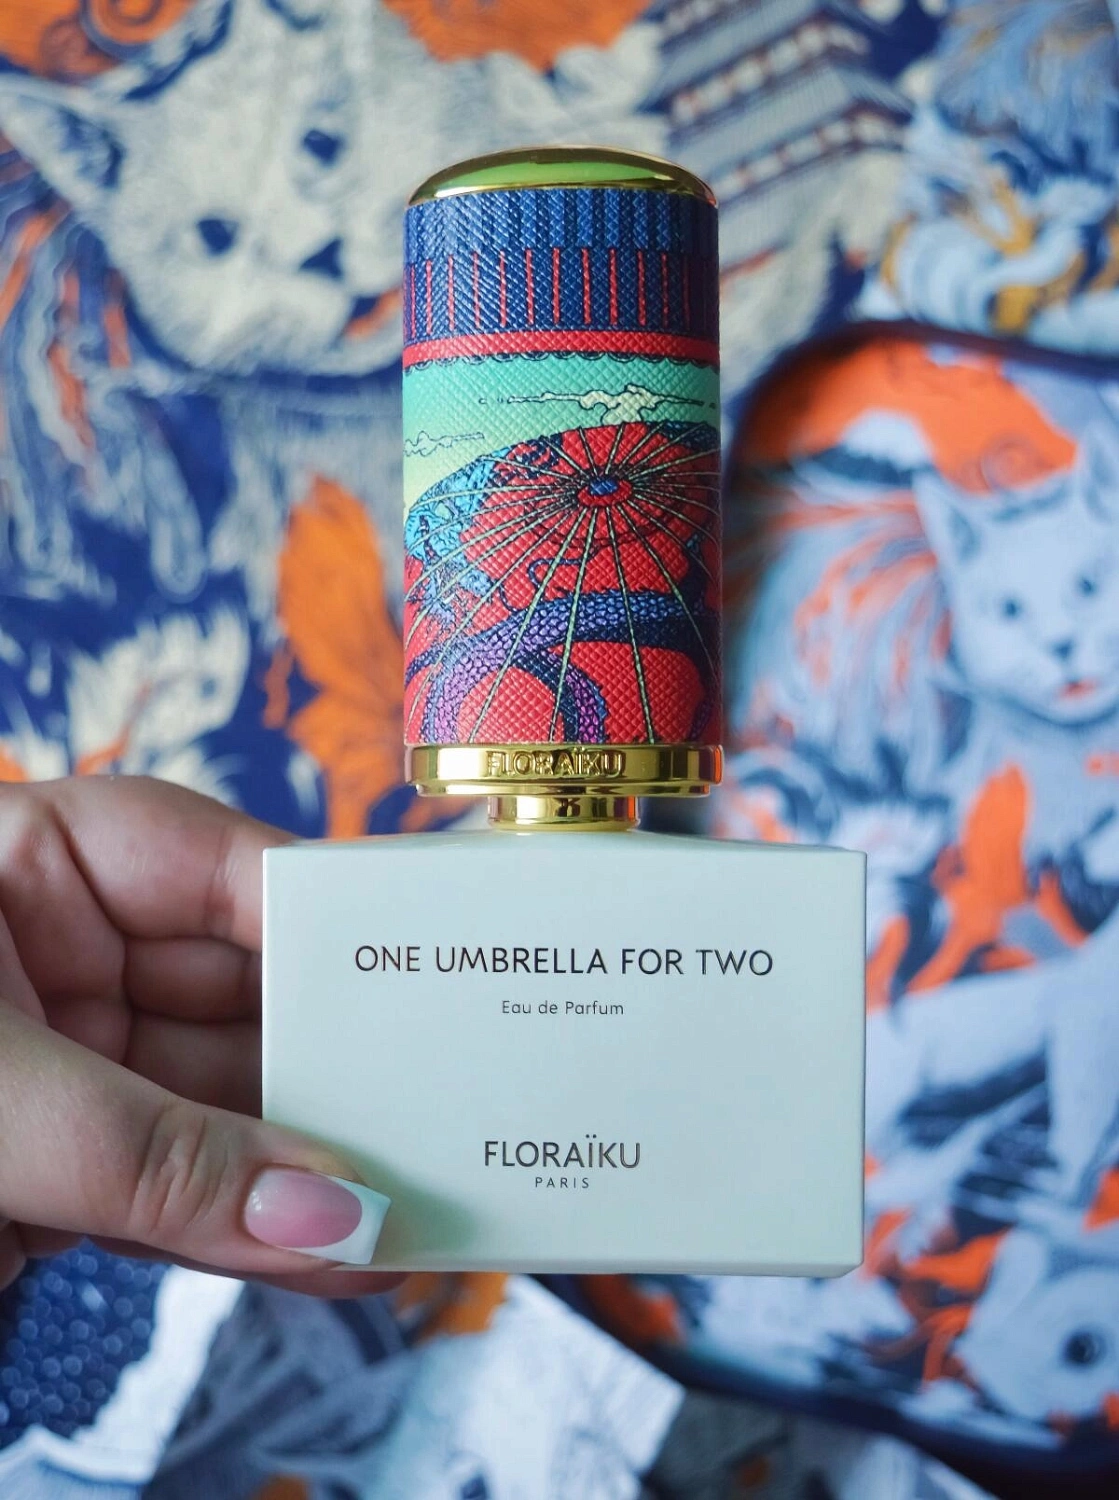 FLORAÏKU
ONE UMBRELLA FOR TWO
Eau de Parfum
FLORAÏKU
PARIS